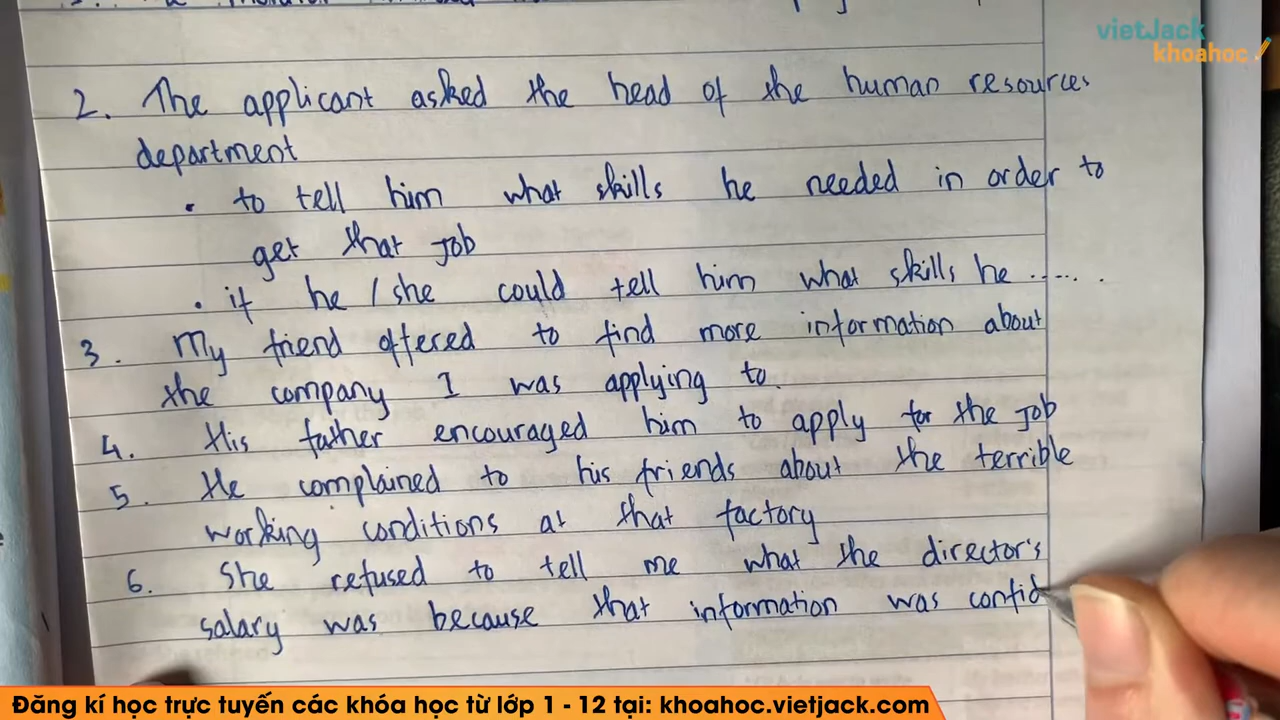 vietJack
khoahoc
2. The applicant asked the head of the human resources
department
• to tell him what skills he needed in order to
get that job
• if he / she could tell him what skills he .....
3. My friend offered to find more information about
the company I was applying to.
4. His father encouraged him to apply for the job
5. He complained to his friends about the terrible
working conditions at that factory
6. She refused to tell me what the director's
salary was because that information was confid
Đăng kí học trực tuyến các khóa học từ lớp 1 - 12 tại: khoahoc.vietjack.com